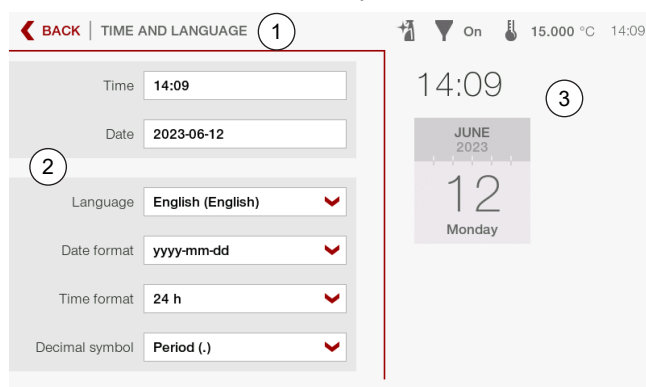 BACK | TIME AND LANGUAGE 1
On 15.000 °C 14:09
Time 14:09
Date 2023-06-12
2
Language English (English)
Date format yyyy-mm-dd
Time format 24 h
Decimal symbol Period (.)
14:09
3
JUNE
2023
12
Monday